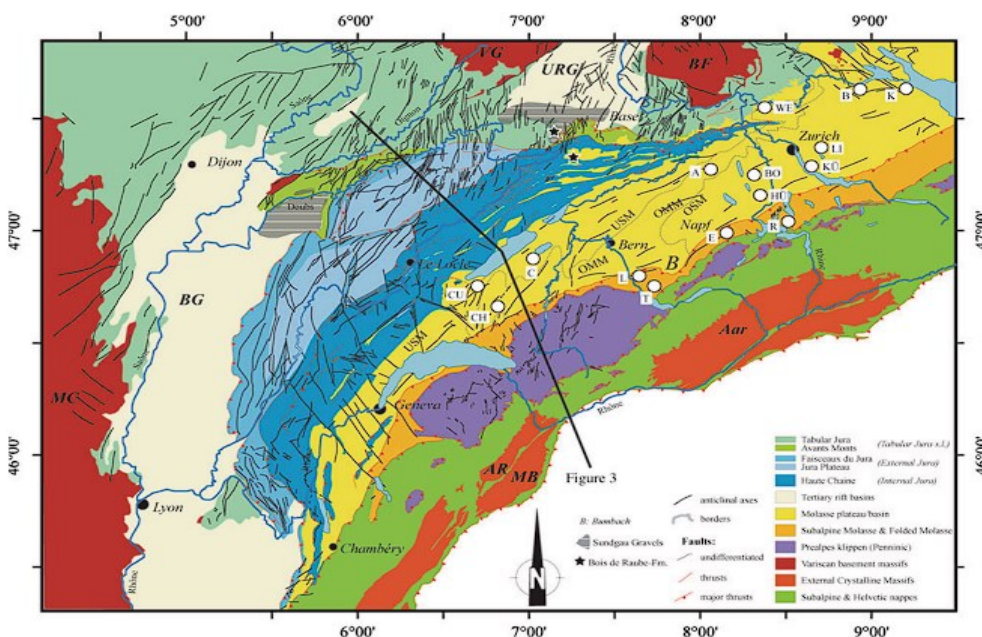 5°00' 6°00' 7°00' 8°00' 9°00'
VG
URG
BF
Rhine
Saône
Ognon
Basel
WE
B
K
Dijon
Zurich
LI
KÜ
A
BO
HÜ
Doubs
USM
OMM
OSM
Napf
R
47°00'
47°00'
Bern
E
Le Locle
B
C
OMM
L
T
BG
CU
CH
USM
Aar
Rhône
Saône
MC
Geneva
Rhône
46°00'
46°00'
AR
MB
Figure 3
Lyon
Chambéry
Rhône
B: Bumbach
Sundgau Gravels
Bois de Raube-Fm.
N
anticlinal axes
borders
Faults:
undifferentiated
thrusts
major thrusts
Tabular Jura (Tabular Jura s.l.)
Avants Monts
Faisceaux du Jura (External Jura)
Jura Plateau
Haute Chaine (Internal Jura)
Tertiary rift basins
Molasse plateau basin
Subalpine Molasse & Folded Molasse
Prealpes klippen (Penninic)
Variscan basement massifs
External Crystalline Massifs
Subalpine & Helvetic nappes
6°00' 7°00' 8°00' 9°00'